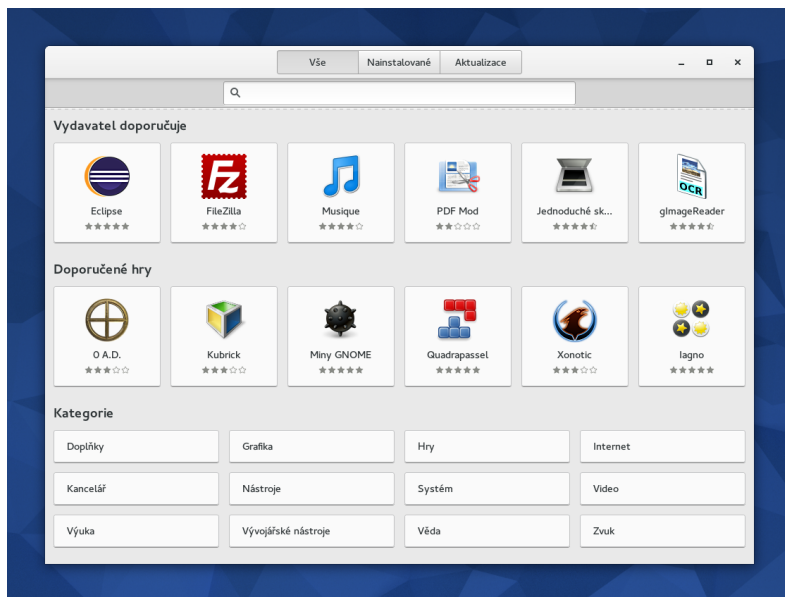 Vše Nainstalované Aktualizace
Vydavatel doporučuje
Eclipse FileZilla Musique PDF Mod Jednoduché sk... gImageReader
Doporučené hry
0 A.D. Kubrick Miny GNOME Quadrapassel Xonotic Iagno
Kategorie
Doplňky Grafika Hry Internet
Kancelář Nástroje Systém Video
Výuka Vývojářské nástroje Věda Zvuk